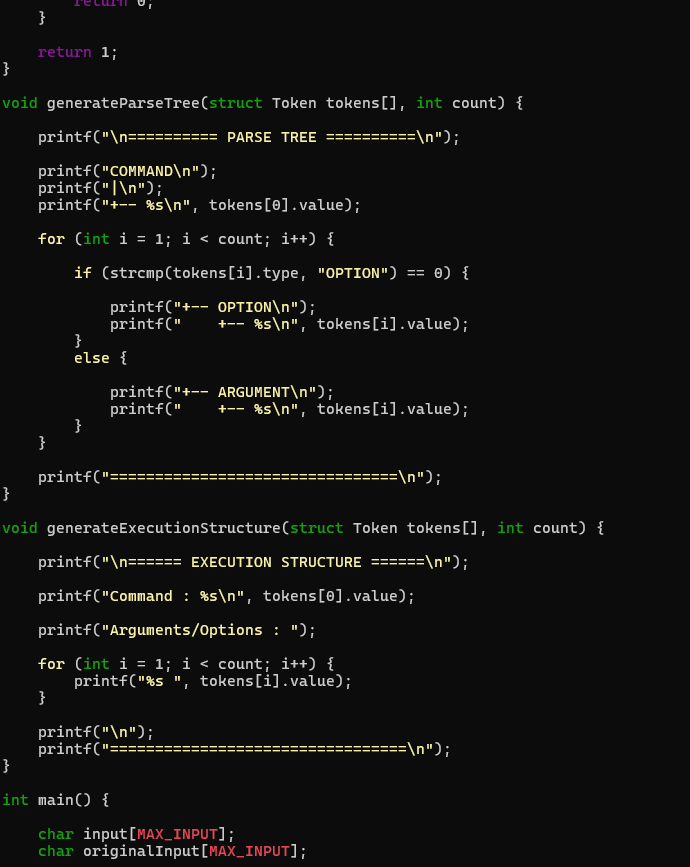 return 0;
    }

    return 1;
}

void generateParseTree(struct Token tokens[], int count) {

    printf("\n========== PARSE TREE ==========\n");

    printf("COMMAND\n");
    printf("|\n");
    printf("+-- %s\n", tokens[0].value);

    for (int i = 1; i < count; i++) {

        if (strcmp(tokens[i].type, "OPTION") == 0) {

            printf("+-- OPTION\n");
            printf("    +-- %s\n", tokens[i].value);
        }
        else {

            printf("+-- ARGUMENT\n");
            printf("    +-- %s\n", tokens[i].value);
        }
    }

    printf("================================\n");
}

void generateExecutionStructure(struct Token tokens[], int count) {

    printf("\n====== EXECUTION STRUCTURE ======\n");

    printf("Command : %s\n", tokens[0].value);

    printf("Arguments/Options : ");

    for (int i = 1; i < count; i++) {
        printf("%s ", tokens[i].value);
    }

    printf("\n");
    printf("=================================\n");
}

int main() {

    char input[MAX_INPUT];
    char originalInput[MAX_INPUT];